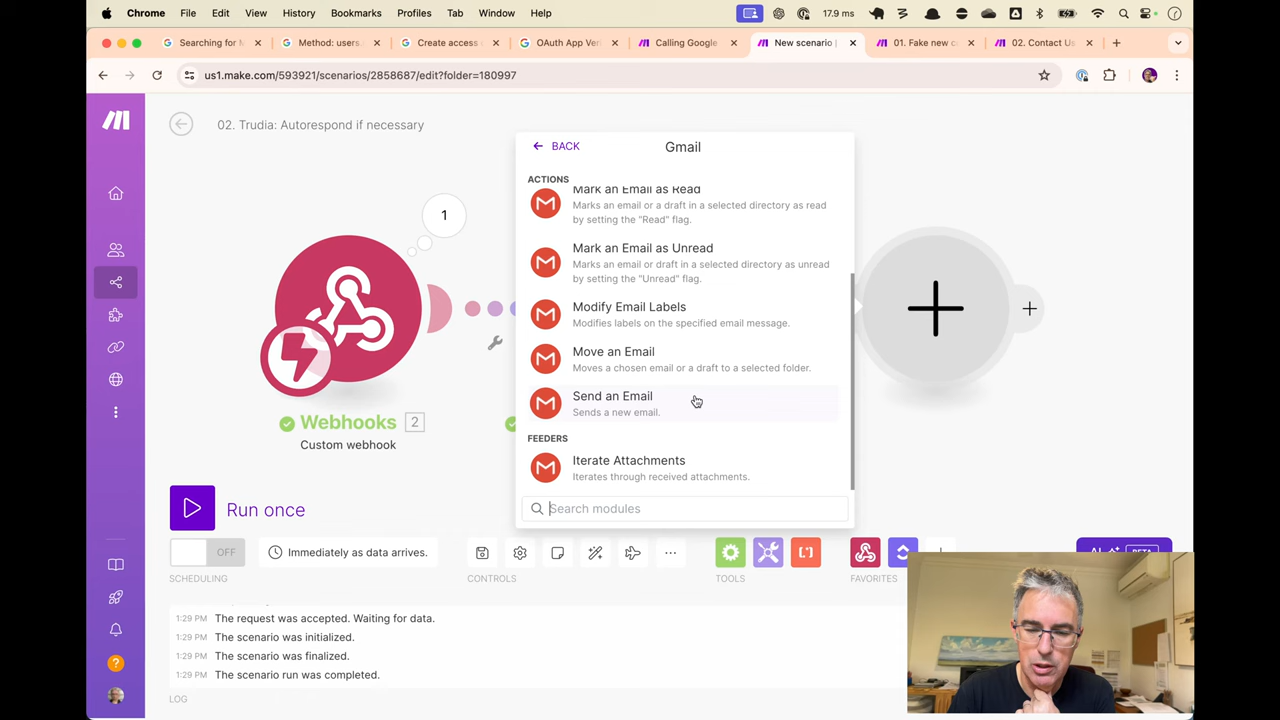 Chrome File Edit View History Bookmarks Profiles Tab Window Help 17.9 ms
Searching for M Method: users. Create access c OAuth App Veri Calling Google New scenario | 01. Fake new c 02. Contact Us
us1.make.com/593921/scenarios/2858687/edit?folder=180997
02. Trudia: Autorespond if necessary
BACK
Gmail
ACTIONS
Mark an Email as Read
Marks an email or a draft in a selected directory as read
by setting the "Read" flag.
Mark an Email as Unread
Marks an email or draft in a selected directory as unread
by setting the "Unread" flag.
Modify Email Labels
Modifies labels on the specified email message.
Move an Email
Moves a chosen email or a draft to a selected folder.
Send an Email
Sends a new email.
FEEDERS
Iterate Attachments
Iterates through received attachments.
Search modules
1
Webhooks 2
Custom webhook
Run once
OFF
Immediately as data arrives.
SCHEDULING
CONTROLS
TOOLS
FAVORITES
AI BETA
1:29 PM The request was accepted. Waiting for data.
1:29 PM The scenario was initialized.
1:29 PM The scenario was finalized.
1:29 PM The scenario run was completed.
LOG